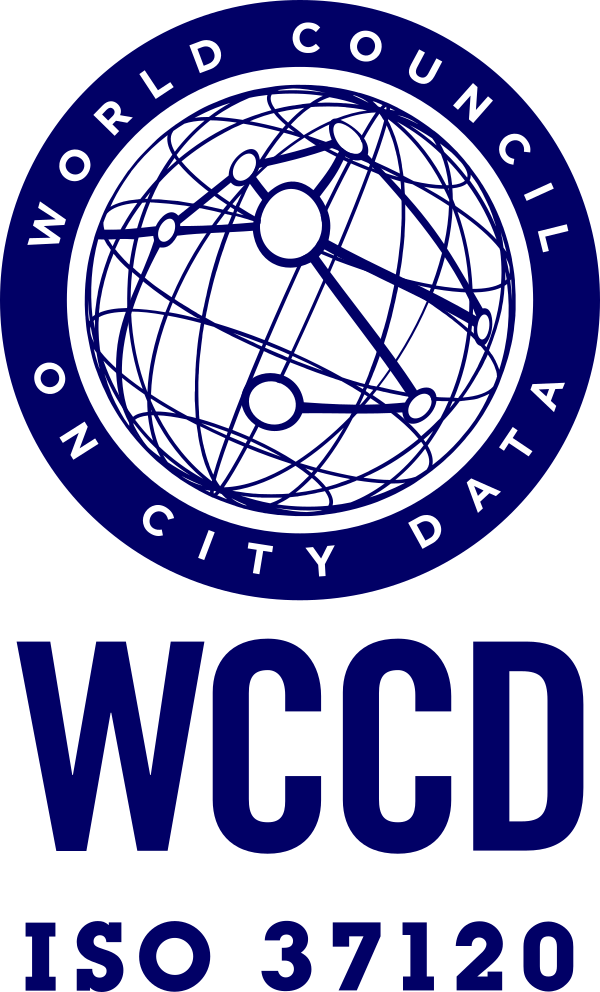 WORLD COUNCIL
ON CITY DATA
WCCD
ISO 37120